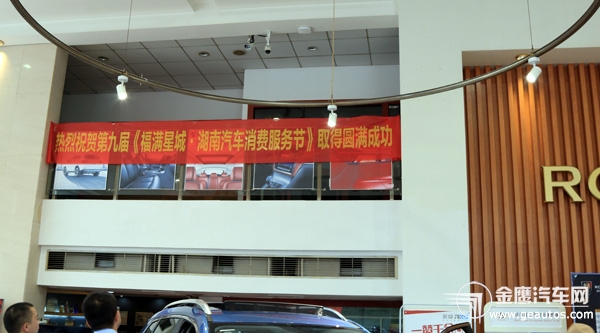 热烈祝贺第九届《福满星城·湖南汽车消费服务节》取得圆满成功
RO
金鹰汽车网
www.geautos.com